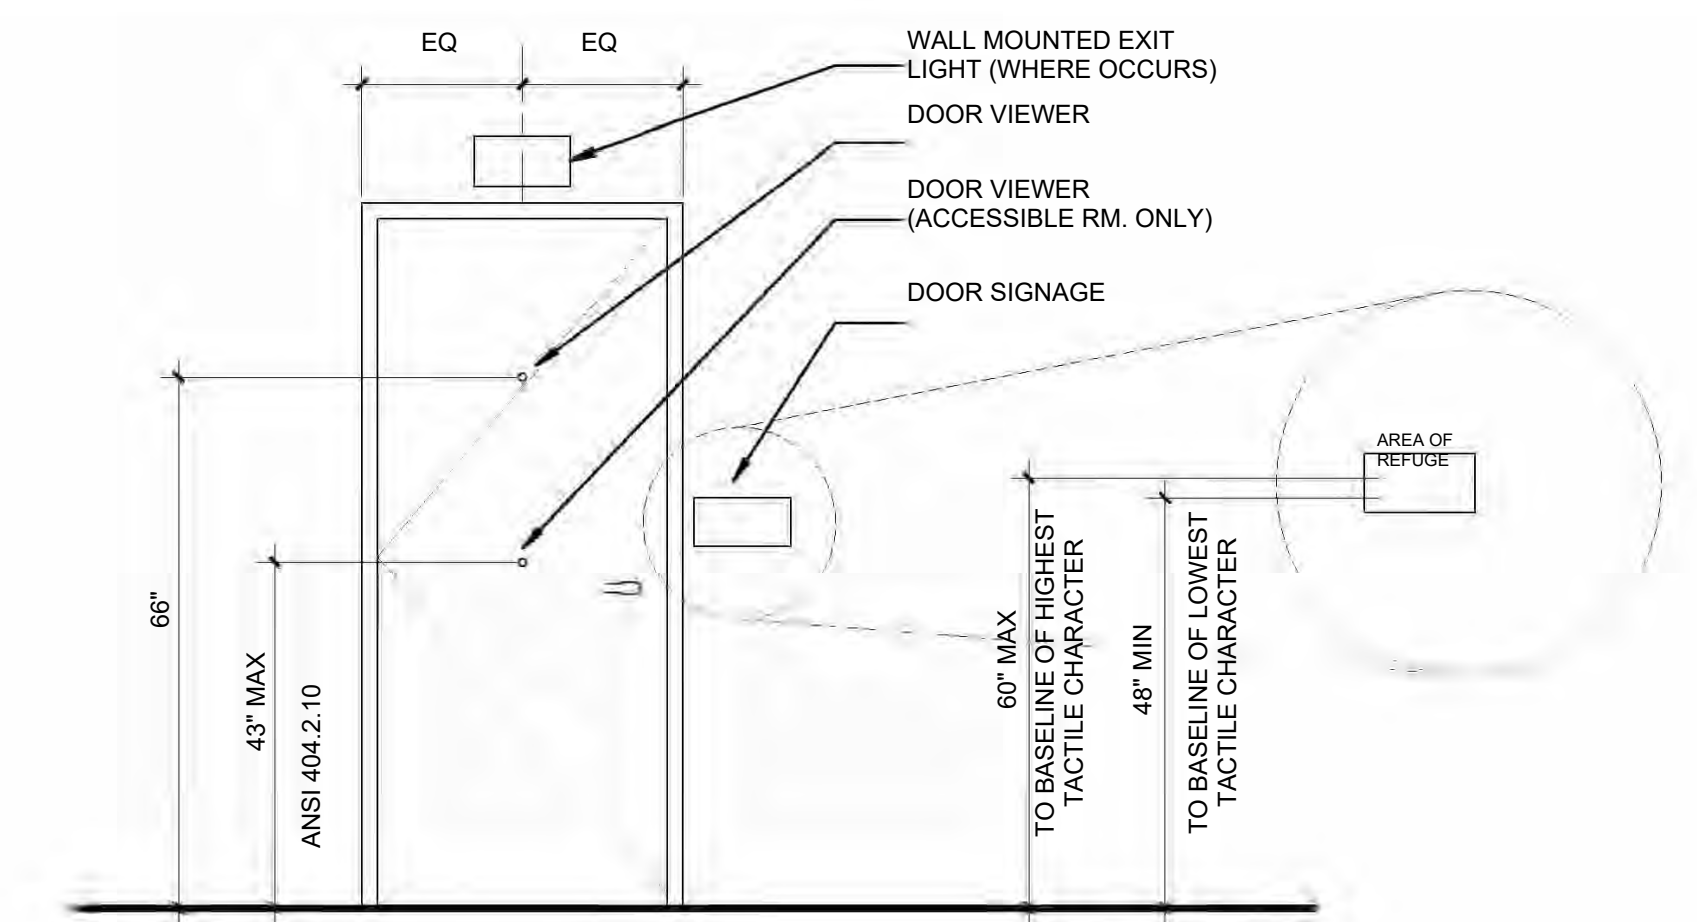 EQ
EQ
WALL MOUNTED EXIT
LIGHT (WHERE OCCURS)
DOOR VIEWER
DOOR VIEWER
(ACCESSIBLE RM. ONLY)
DOOR SIGNAGE
AREA OF
REFUGE
66"
43" MAX
ANSI 404.2.10
60" MAX
TO BASELINE OF HIGHEST
TACTILE CHARACTER
48" MIN
TO BASELINE OF LOWEST
TACTILE CHARACTER